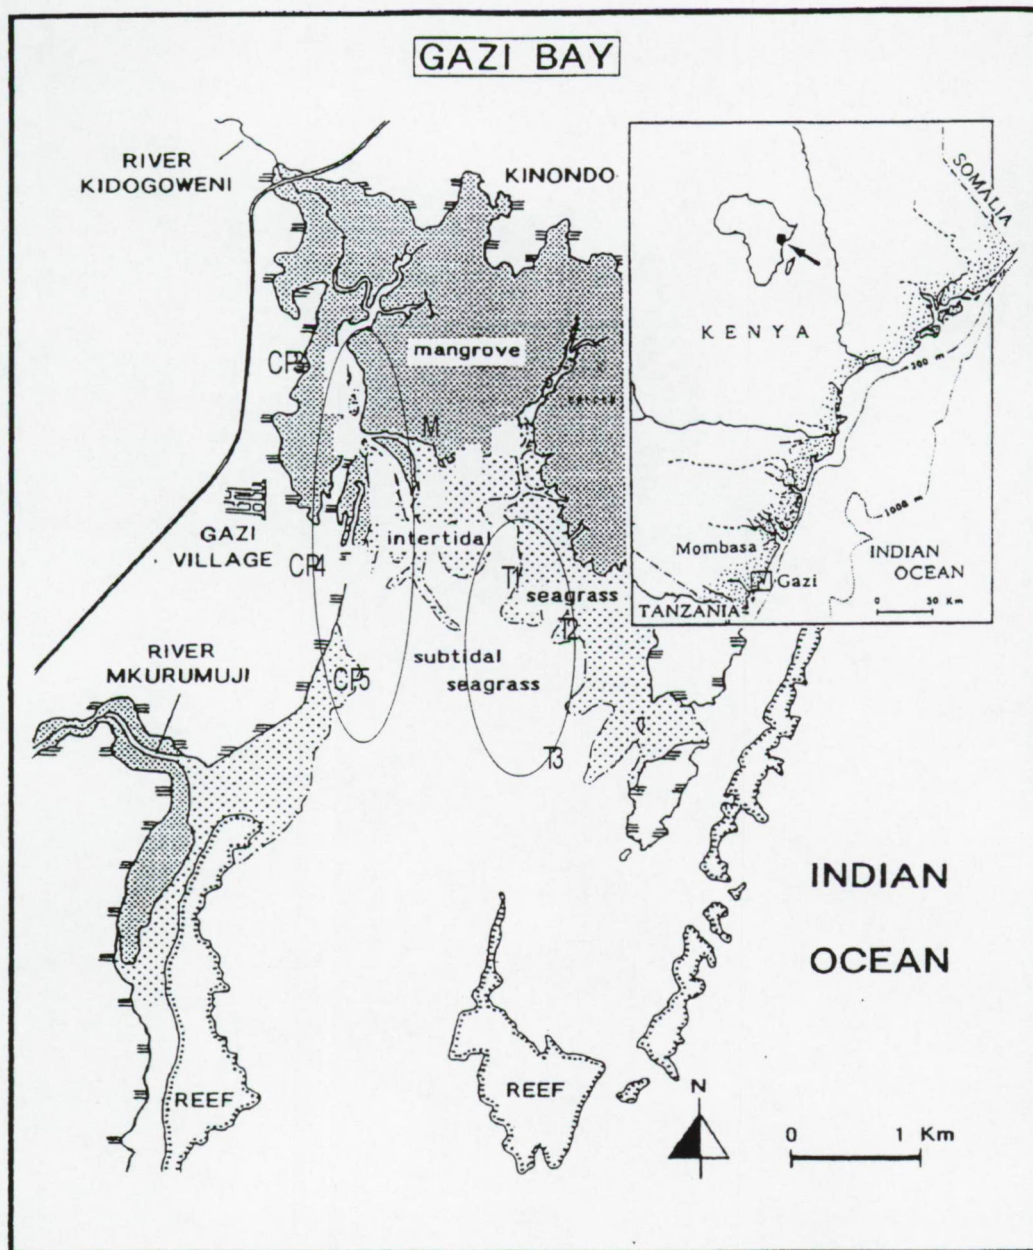 GAZI BAY
RIVER
KIDOGOWENI
KINONDO
SOMALIA
KENYA
200 m
1000 m
Mombasa
Gazi
INDIAN
OCEAN
TANZANIA
0 30 Km
mangrove
M
GAZI
VILLAGE
intertidal
CP4
T1
seagrass
T2
RIVER
MKURUMUJI
subtidal
seagrass
CP5
T3
INDIAN
OCEAN
REEF
REEF
N
0 1 Km